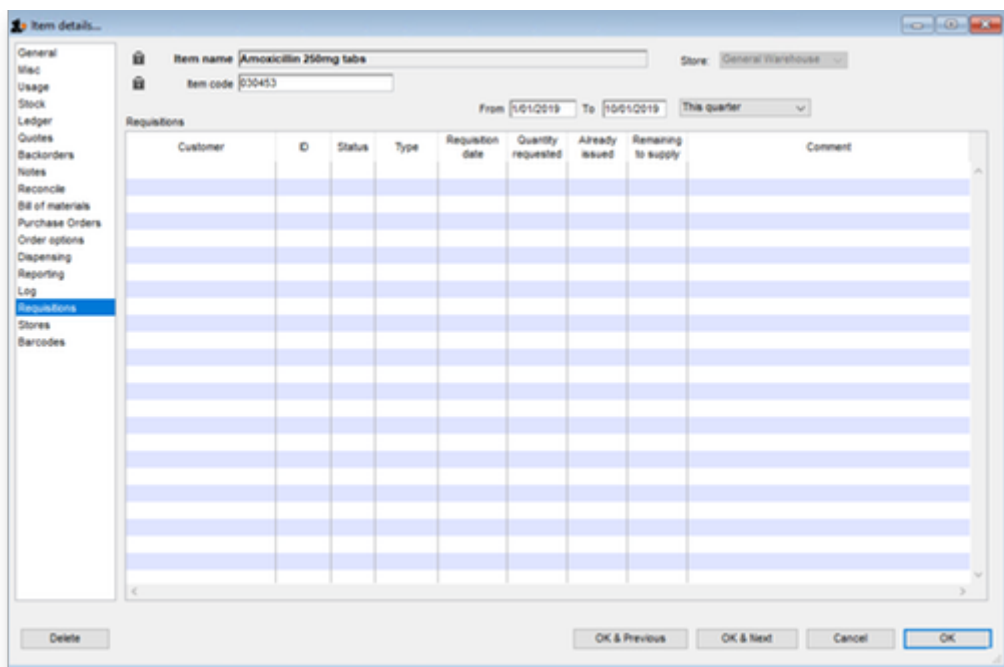 Item details...
General
Misc
Usage
Stock
Ledger
Quotes
Backorders
Notes
Reconcile
Bill of materials
Purchase Orders
Order options
Dispensing
Reporting
Log
Requisitions
Stores
Barcodes
Item name Amoxicillin 250mg tabs Store: General Warehouse
Item code 030453
From 1/01/2019 To 10/01/2019 This quarter
Requisitions
Customer ID Status Type Requisition date Quantity requested Already issued Remaining to supply Comment
Delete OK & Previous OK & Next Cancel OK